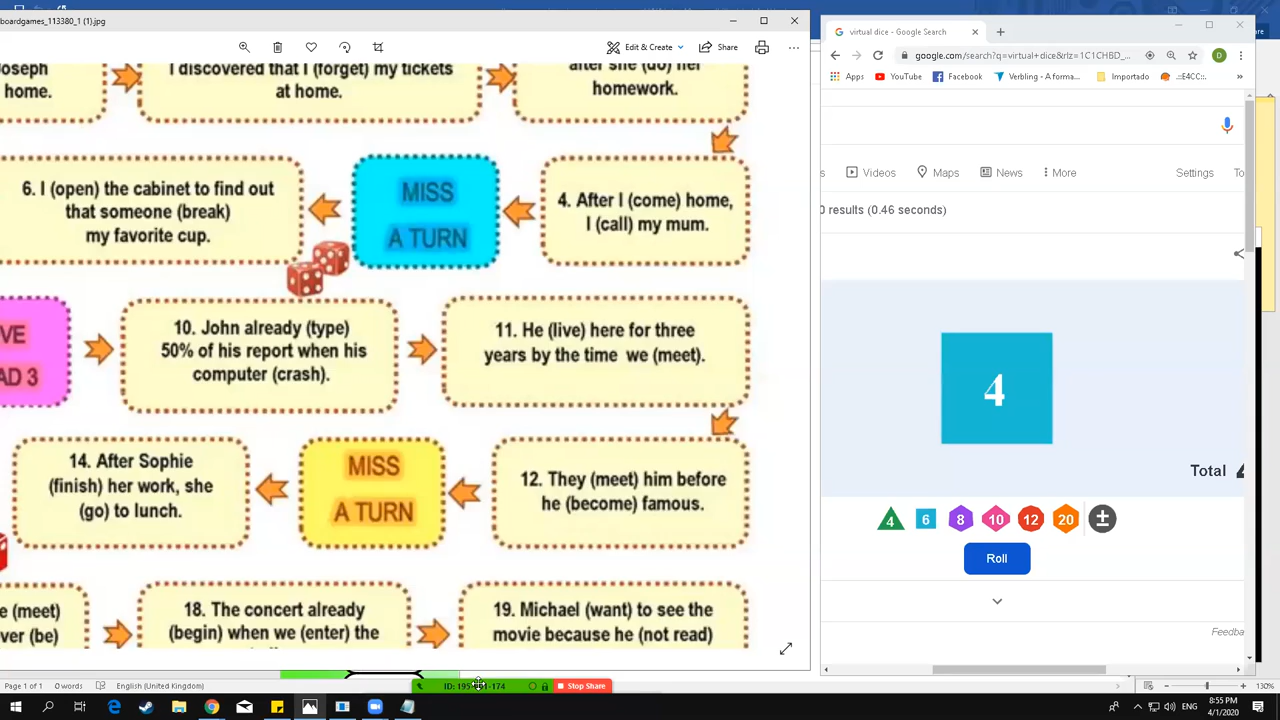 boardgames_113380_1 (1).jpg
Edit & Create
Share
Joseph
home.
I discovered that I (forget) my tickets
at home.
after she (do) her
homework.
6. I (open) the cabinet to find out
that someone (break)
my favorite cup.
MISS
A TURN
4. After I (come) home,
I (call) my mum.
VE
AD 3
10. John already (type)
50% of his report when his
computer (crash).
11. He (live) here for three
years by the time we (meet).
14. After Sophie
(finish) her work, she
(go) to lunch.
MISS
A TURN
12. They (meet) him before
he (become) famous.
e (meet)
ver (be)
18. The concert already
(begin) when we (enter) the
19. Michael (want) to see the
movie because he (not read)
Page 1 of 1
0 words
English (United Kingdom)
Stop Share
virtual dice - Google Search
google.com/search?q=virtual+dice&rlz=1C1CHBD_...
D
Apps
YouTube
Facebook
Verbling - A forma...
Importado
.::E4CC::.
Videos
Maps
News
More
Settings
To
0 results (0.46 seconds)
4
Total 4
4
6
8
10
12
20
Roll
Feedba
130%
8:55 PM
4/1/2020